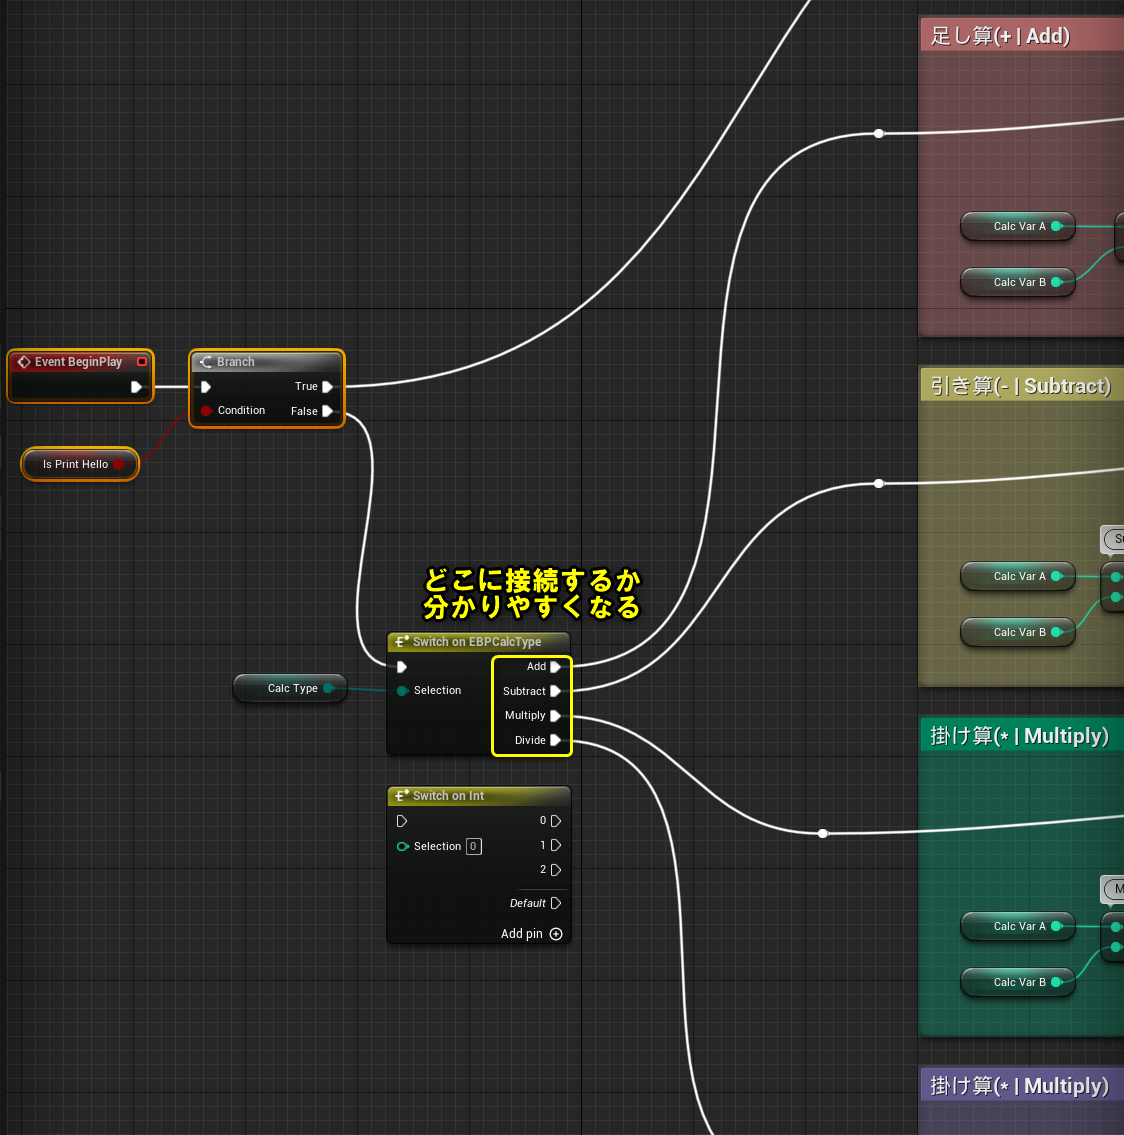 足し算(+ | Add)
Calc Var A
Calc Var B
Event BeginPlay
Branch
True
Condition
False
Is Print Hello
引き算(- | Subtract)
Calc Var A
Calc Var B
どこに接続するか
分かりやすくなる
Switch on EBPCalcType
Add
Calc Type
Selection
Subtract
Multiply
Divide
掛け算(* | Multiply)
Switch on Int
0
Selection 0
1
2
Default
Add pin
Calc Var A
Calc Var B
掛け算(* | Multiply)